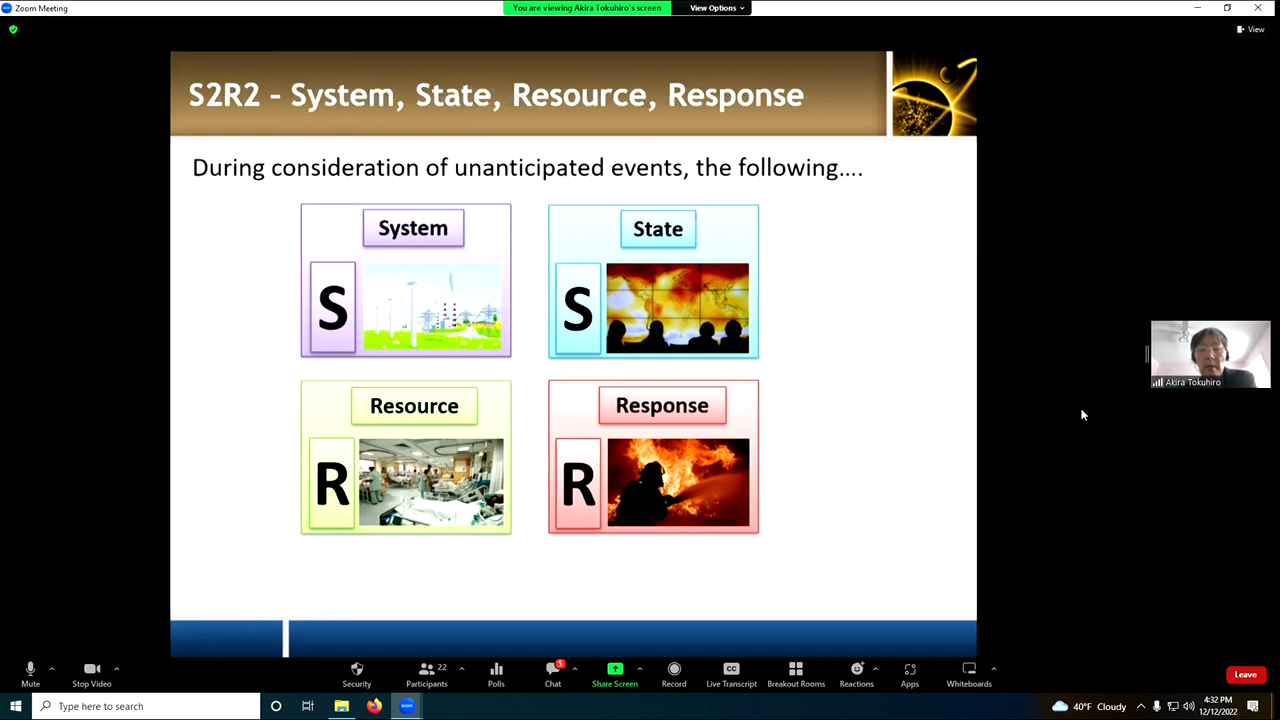 Zoom Meeting
You are viewing Akira Tokuhiro's screen
View Options
View
S2R2 - System, State, Resource, Response
During consideration of unanticipated events, the following....
System
S
State
S
Resource
R
Response
R
Akira Tokuhiro
Mute
Stop Video
Security
Participants
22
Polls
Chat
5
Share Screen
CC
Live Transcript
Record
Breakout Rooms
Reactions
Apps
Whiteboards
Leave
Type here to search
40°F Cloudy
4:32 PM
12/12/2022